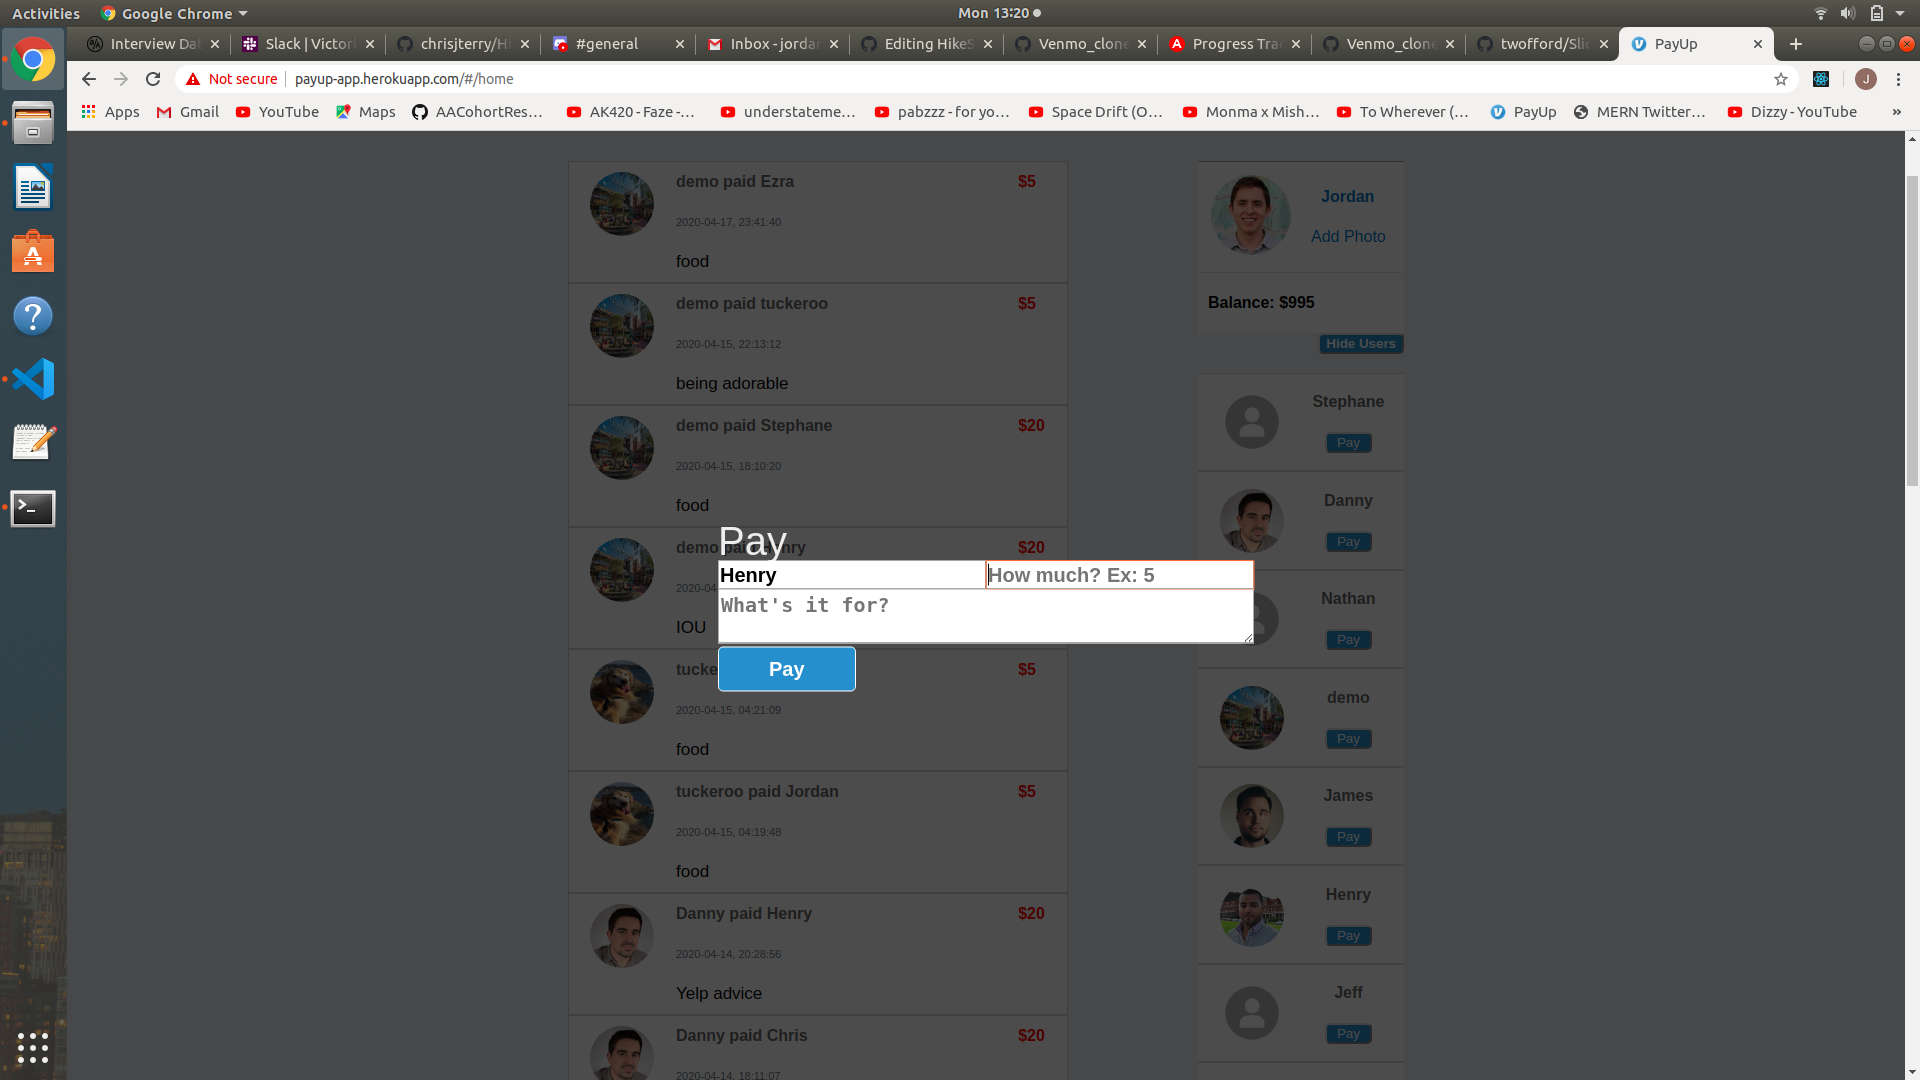 Activities
Google Chrome
Mon 13:20
Interview Dat
Slack | Victori
chrisjterry/Hi
#general
Inbox - jordan
Editing HikeS
Venmo_clone
Progress Trac
Venmo_clone
twofford/Slic
PayUp
Not secure
payup-app.herokuapp.com/#/home
J
Apps
Gmail
YouTube
Maps
AACohortRes…
AK420 - Faze -…
understateme…
pabzzz - for yo…
Space Drift (O…
Monma x Mish…
To Wherever (…
PayUp
MERN Twitter…
Dizzy - YouTube
»
demo paid Ezra
$5
2020-04-17, 23:41:40
food
demo paid tuckeroo
$5
2020-04-15, 22:13:12
being adorable
demo paid Stephane
$20
2020-04-15, 18:10:20
food
demo paid Henry
$20
2020-04
IOU
Pay
Henry
How much? Ex: 5
What's it for?
Pay
tucke
$5
2020-04-15, 04:21:09
food
tuckeroo paid Jordan
$5
2020-04-15, 04:19:48
food
Danny paid Henry
$20
2020-04-14, 20:28:56
Yelp advice
Danny paid Chris
$20
2020-04-14, 18:11:07
Jordan
Add Photo
Balance: $995
Hide Users
Stephane
Pay
Danny
Pay
Nathan
Pay
demo
Pay
James
Pay
Henry
Pay
Jeff
Pay